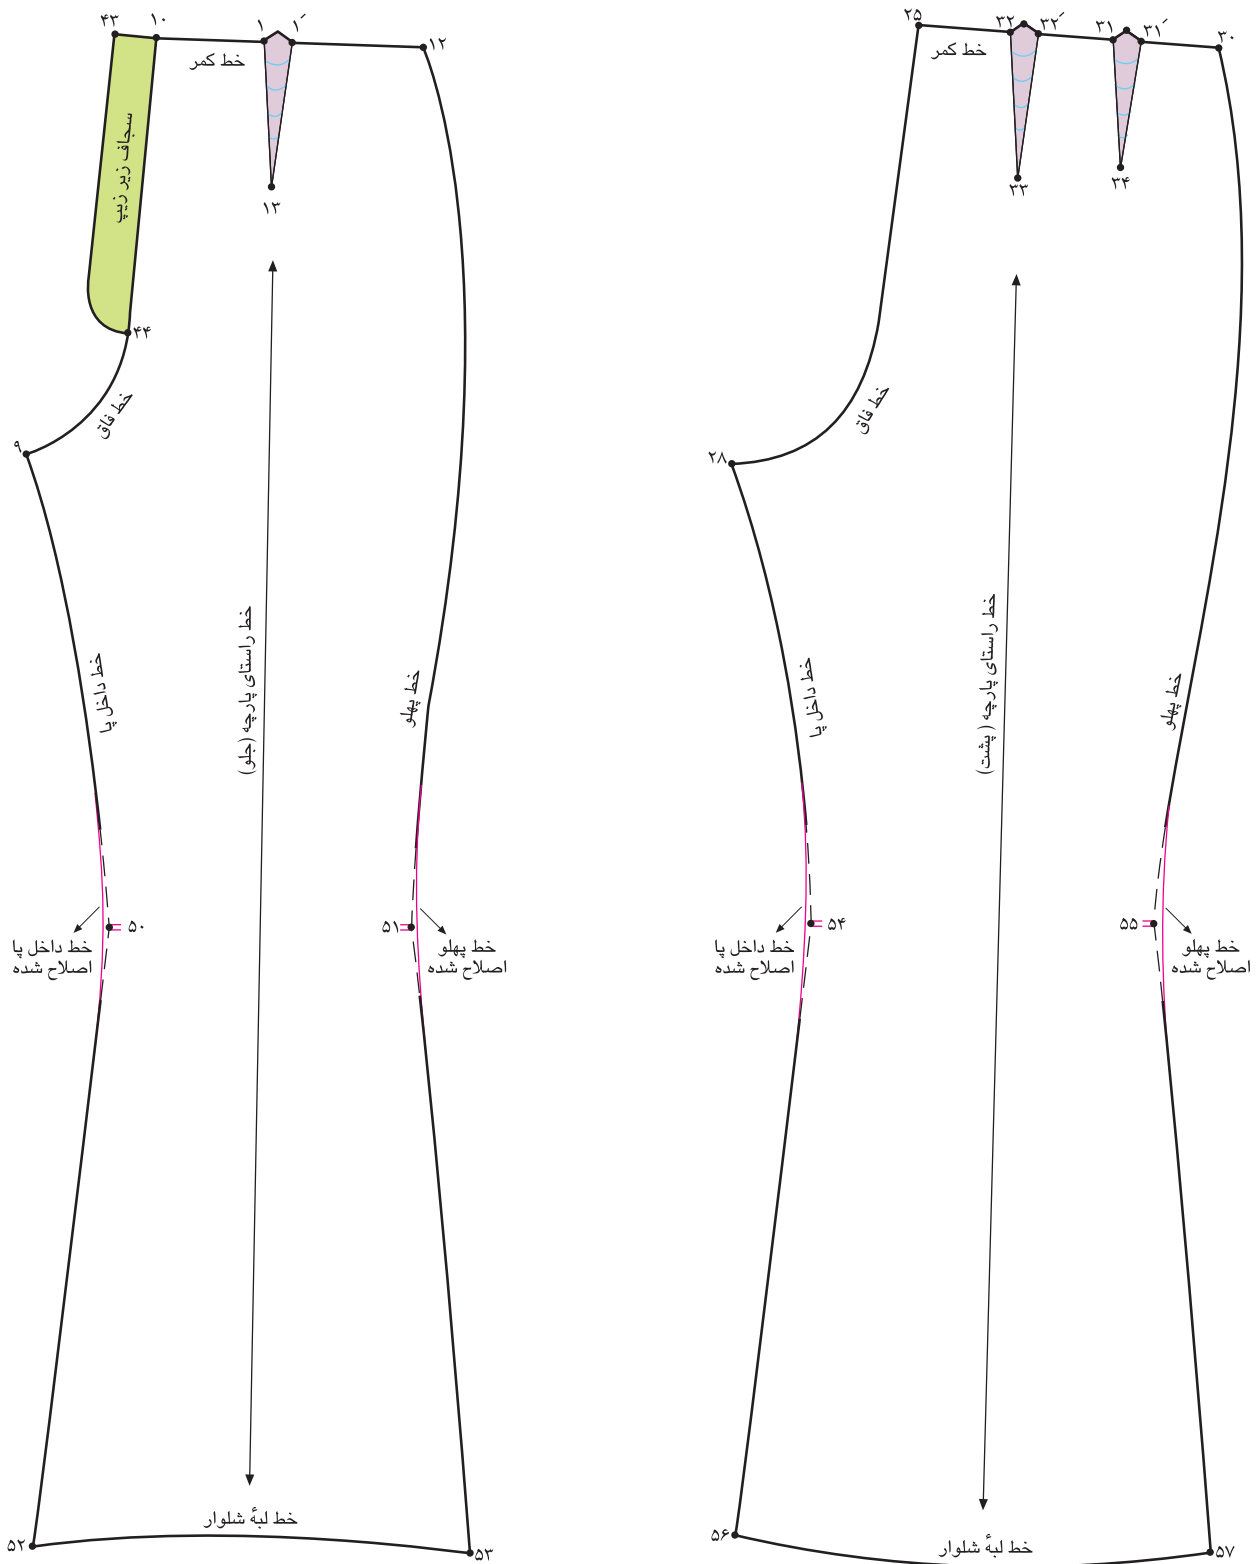 ۴۳
۱۰
۱
۱´
۱۲
خط کمر
سجاف زیر زیپ
۱۳
۴۴
خط فاق
۹
خط داخل پا
خط راستای پارچه (جلو)
خط پهلو
۵۰
۵۱
خط داخل پا
اصلاح شده
خط پهلو
اصلاح شده
خط لبهٔ شلوار
۵۲
۵۳
۲۵
۳۲
۳۲´
۳۱
۳۱´
۳۰
خط کمر
۳۳
۳۴
خط فاق
۲۸
خط داخل پا
خط راستای پارچه ( پشت)
خط پهلو
۵۴
۵۵
خط داخل پا
اصلاح شده
خط پهلو
اصلاح شده
۵۶
خط لبهٔ شلوار
۵۷